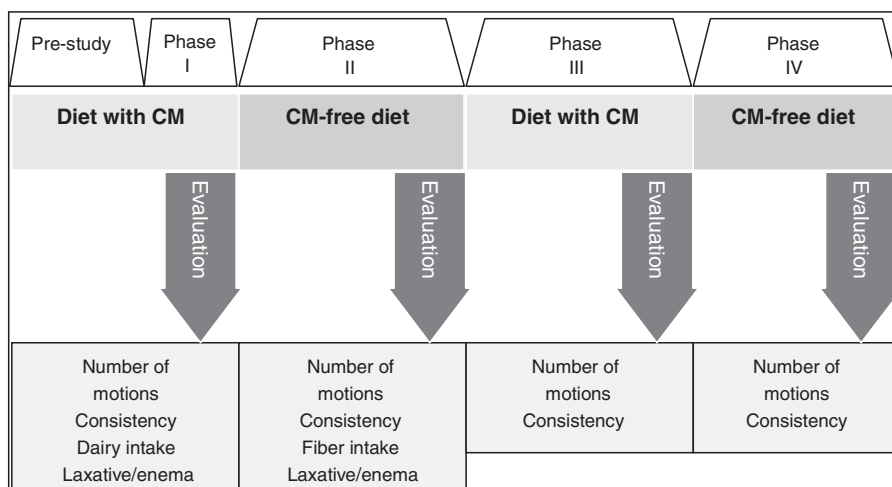 Pre-study
Phase
I
Phase
II
Phase
III
Phase
IV
Diet with CM
CM-free diet
Diet with CM
CM-free diet
Evaluation
Evaluation
Evaluation
Evaluation
Number of
motions
Consistency
Dairy intake
Laxative/enema
Number of
motions
Consistency
Fiber intake
Laxative/enema
Number of
motions
Consistency
Number of
motions
Consistency